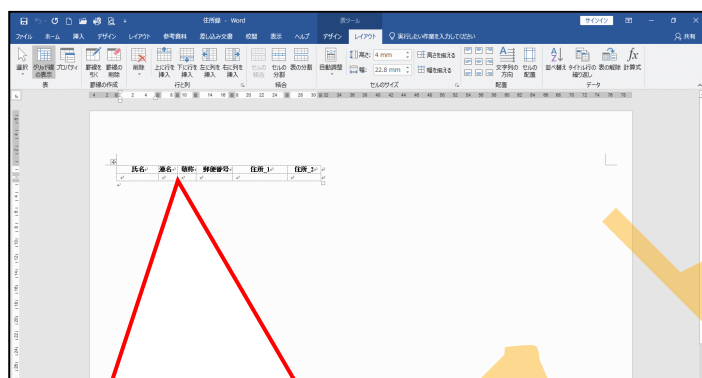 住所録 - Word
表ツール
サインイン
ファイル ホーム 挿入 デザイン レイアウト 参考資料 差し込み文書 校閲 表示 ヘルプ デザイン レイアウト 実行したい作業を入力してください 共有
選択 グリッド線の表示 プロパティ 罫線を引く 罫線の削除 削除 上に行を挿入 下に行を挿入 左に列を挿入 右に列を挿入 セルの結合 セルの分割 表の分割 自動調整 高さ: 4 mm 高さを揃える 文字列の方向 セルの配置 並べ替え タイトル行の繰り返し 表の解除 計算式
幅: 22.8 mm 幅を揃える
表 罫線の作成 行と列 結合 セルのサイズ 配置 データ
氏名 連名 敬称 郵便番号 住所_1 住所_2